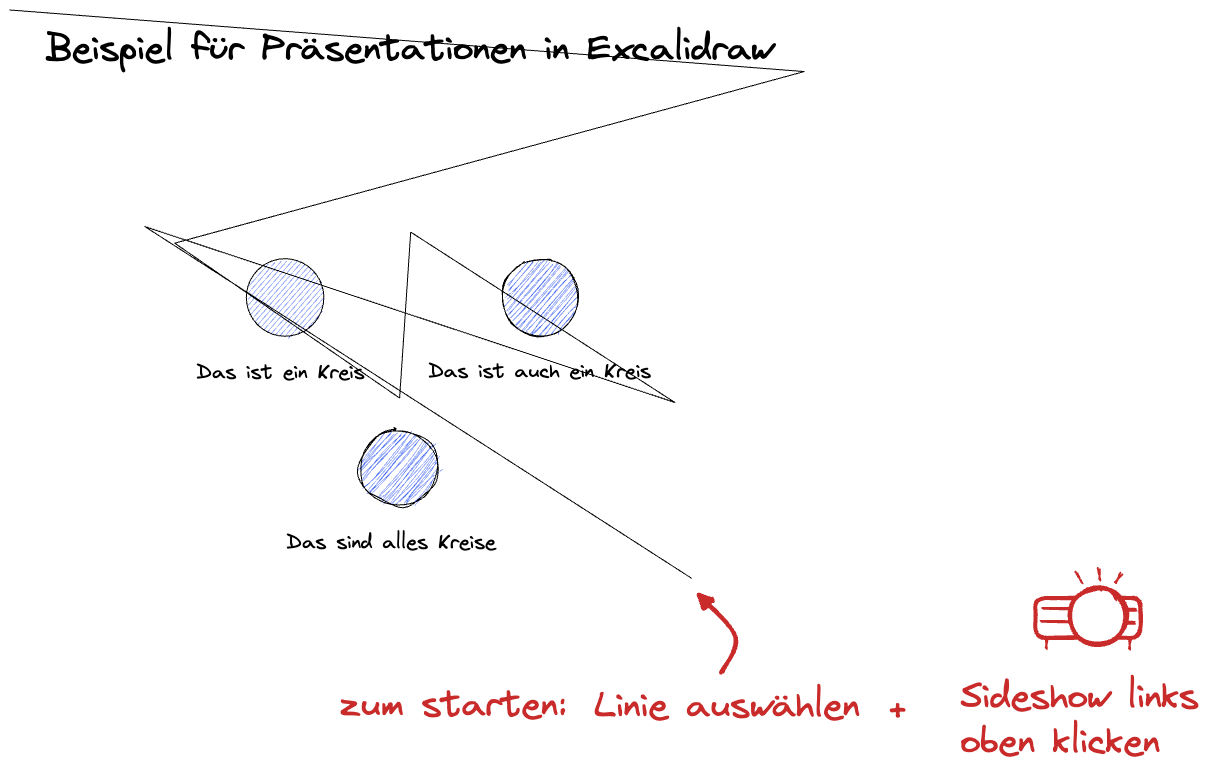 Beispiel für Präsentationen in Excalidraw
Das ist ein Kreis
Das ist auch ein Kreis
Das sind alles Kreise
zum starten: Linie auswählen +
Sideshow links
oben klicken